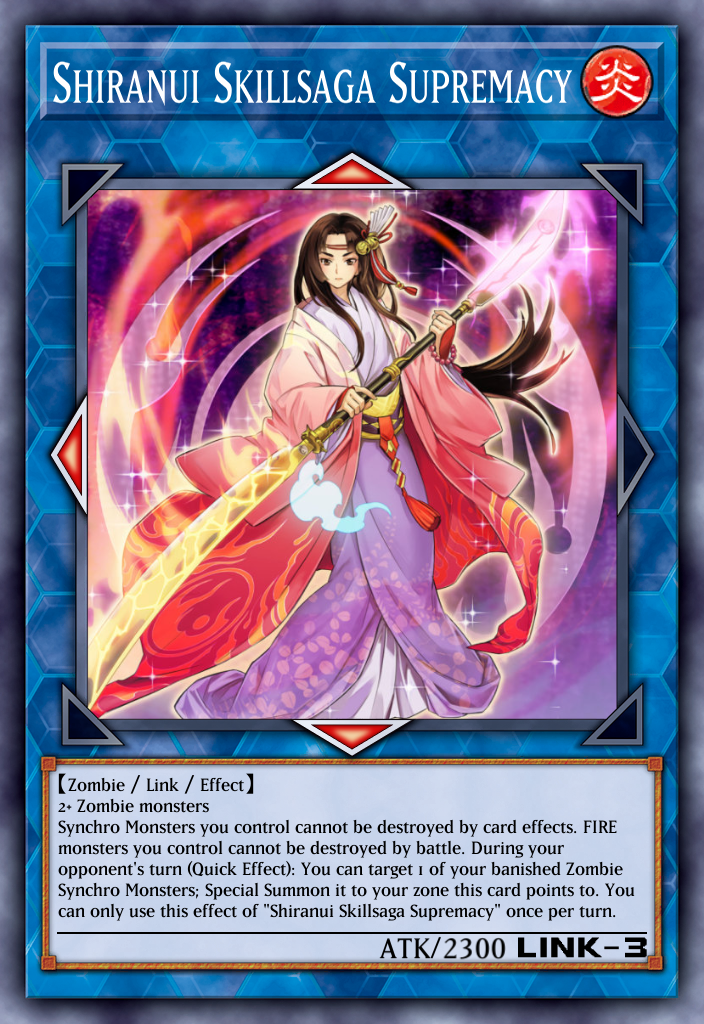 SHIRANUI SKILLSAGA SUPREMACY 炎
【Zombie / Link / Effect】
2+ Zombie monsters
Synchro Monsters you control cannot be destroyed by card effects. FIRE
monsters you control cannot be destroyed by battle. During your
opponent's turn (Quick Effect): You can target 1 of your banished Zombie
Synchro Monsters; Special Summon it to your zone this card points to. You
can only use this effect of "Shiranui Skillsaga Supremacy" once per turn.
ATK/2300 LINK-3